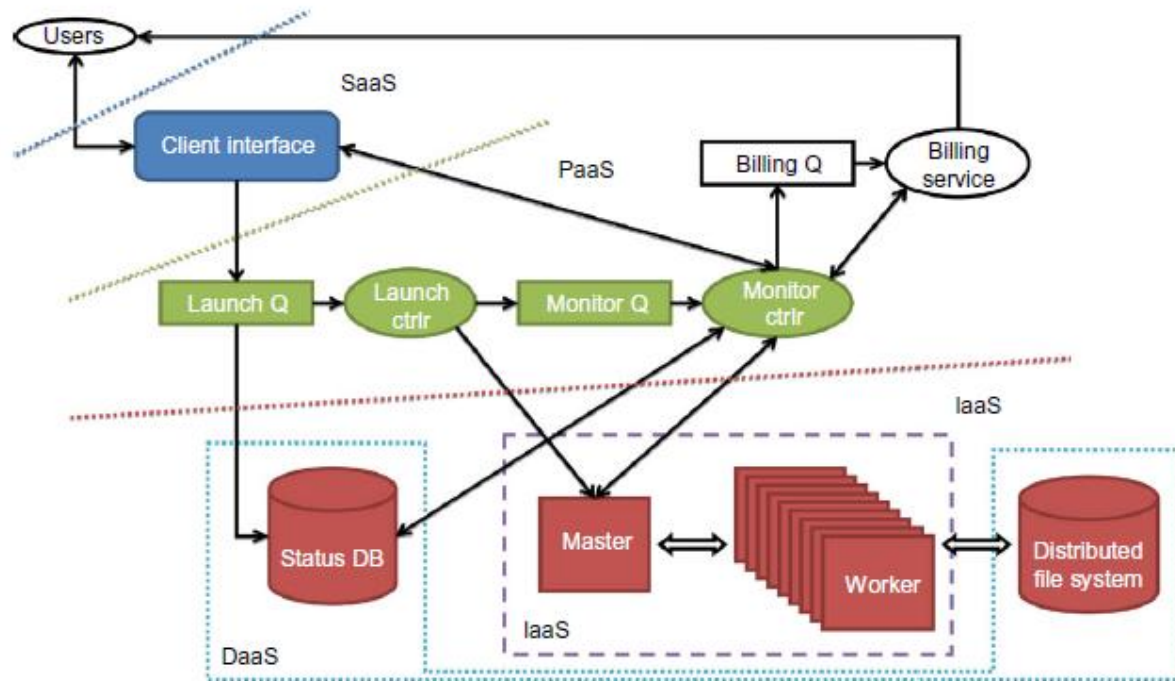 Users
SaaS
Client interface
PaaS
Billing Q
Billing
service
Launch Q
Launch
ctrlr
Monitor Q
Monitor
ctrlr
IaaS
Status DB
Master
Worker
Distributed
file system
IaaS
DaaS